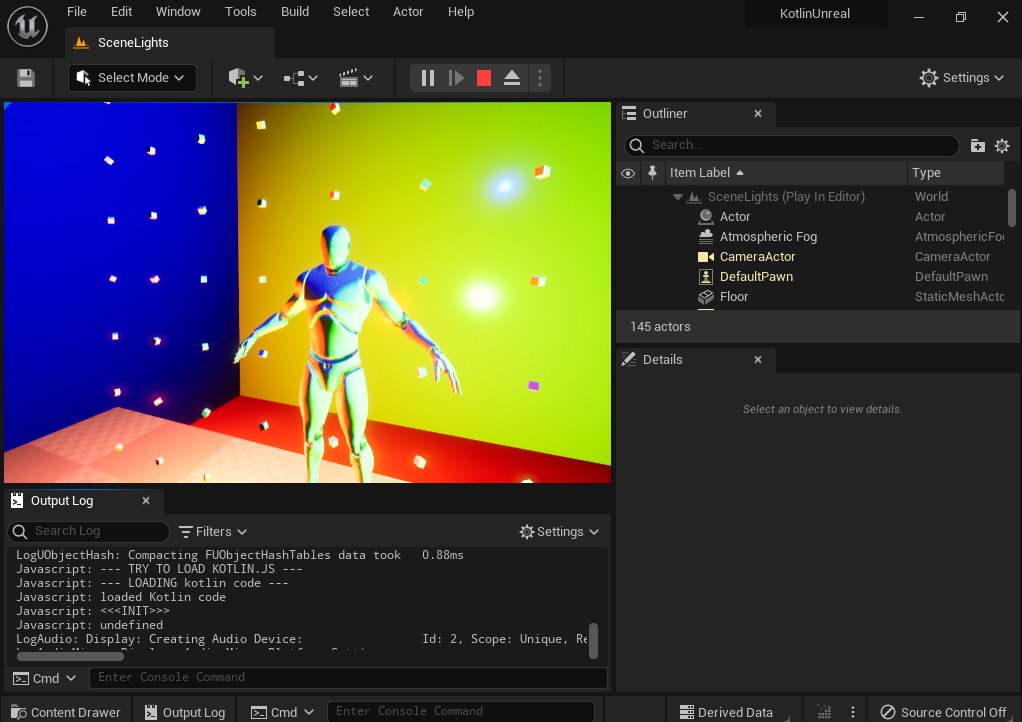 File Edit Window Tools Build Select Actor Help
KotlinUnreal
SceneLights
Select Mode
Settings
Outliner
Search...
Item Label Type
SceneLights (Play In Editor) World
Actor Actor
Atmospheric Fog AtmosphericFo
CameraActor CameraActor
DefaultPawn DefaultPawn
Floor StaticMeshActo
145 actors
Details
Select an object to view details.
Output Log
Search Log
Filters
Settings
LogUObjectHash: Compacting FUObjectHashTables data took 0.88ms
Javascript: --- TRY TO LOAD KOTLIN.JS ---
Javascript: --- LOADING kotlin code ---
Javascript: loaded Kotlin code
Javascript: <<<INIT>>>
Javascript: undefined
LogAudio: Display: Creating Audio Device: Id: 2, Scope: Unique, Re
Cmd
Enter Console Command
Content Drawer
Output Log
Cmd
Enter Console Command
Derived Data
Source Control Off